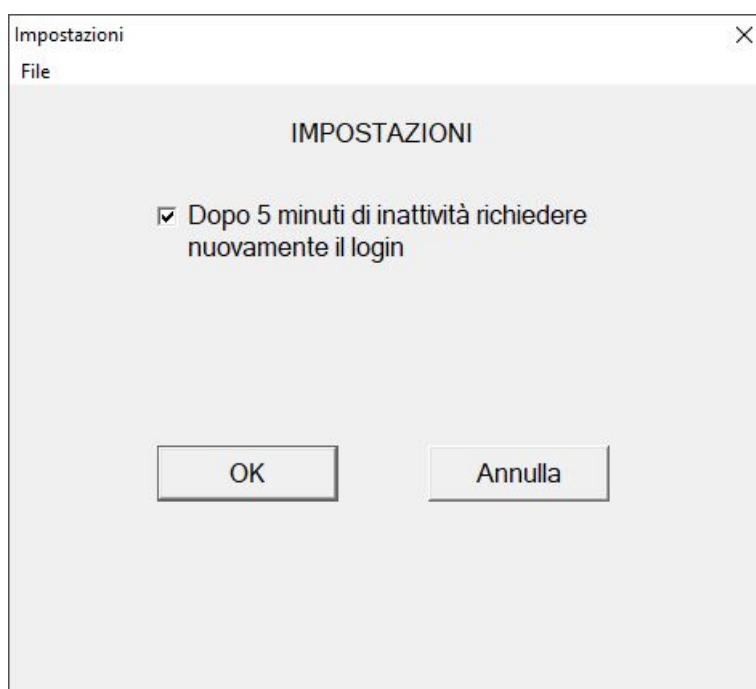 Impostazioni
File
IMPOSTAZIONI
Dopo 5 minuti di inattività richiedere
nuovamente il login
OK
Annulla